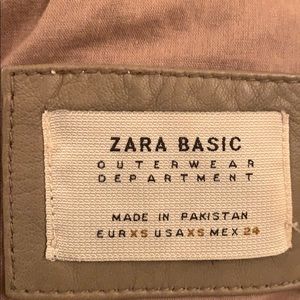 ZARA BASIC
OUTERWEAR
DEPARTMENT
MADE IN PAKISTAN
EUR XS USA XS MEX 24